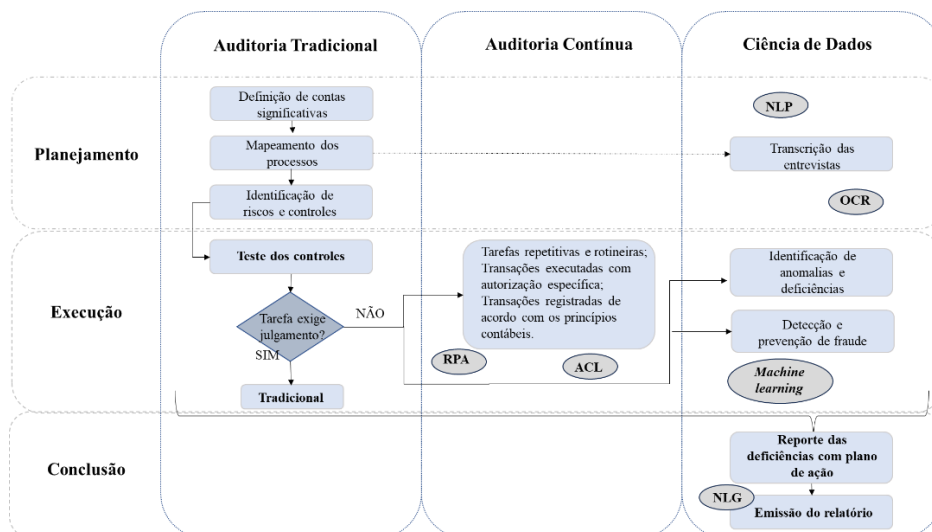 Auditoria Tradicional
Auditoria Contínua
Ciência de Dados
Planejamento
Definição de contas
significativas
Mapeamento dos
processos
Identificação de
riscos e controles
NLP
Transcrição das
entrevistas
OCR
Execução
Teste dos controles
Tarefa exige
julgamento?
NÃO
SIM
Tradicional
Tarefas repetitivas e rotineiras;
Transações executadas com
autorização específica;
Transações registradas de
acordo com os princípios
contábeis.
RPA
ACL
Identificação de
anomalias e
deficiências
Detecção e
prevenção de fraude
Machine
learning
Conclusão
Reporte das
deficiências com plano
de ação
NLG
Emissão do relatório